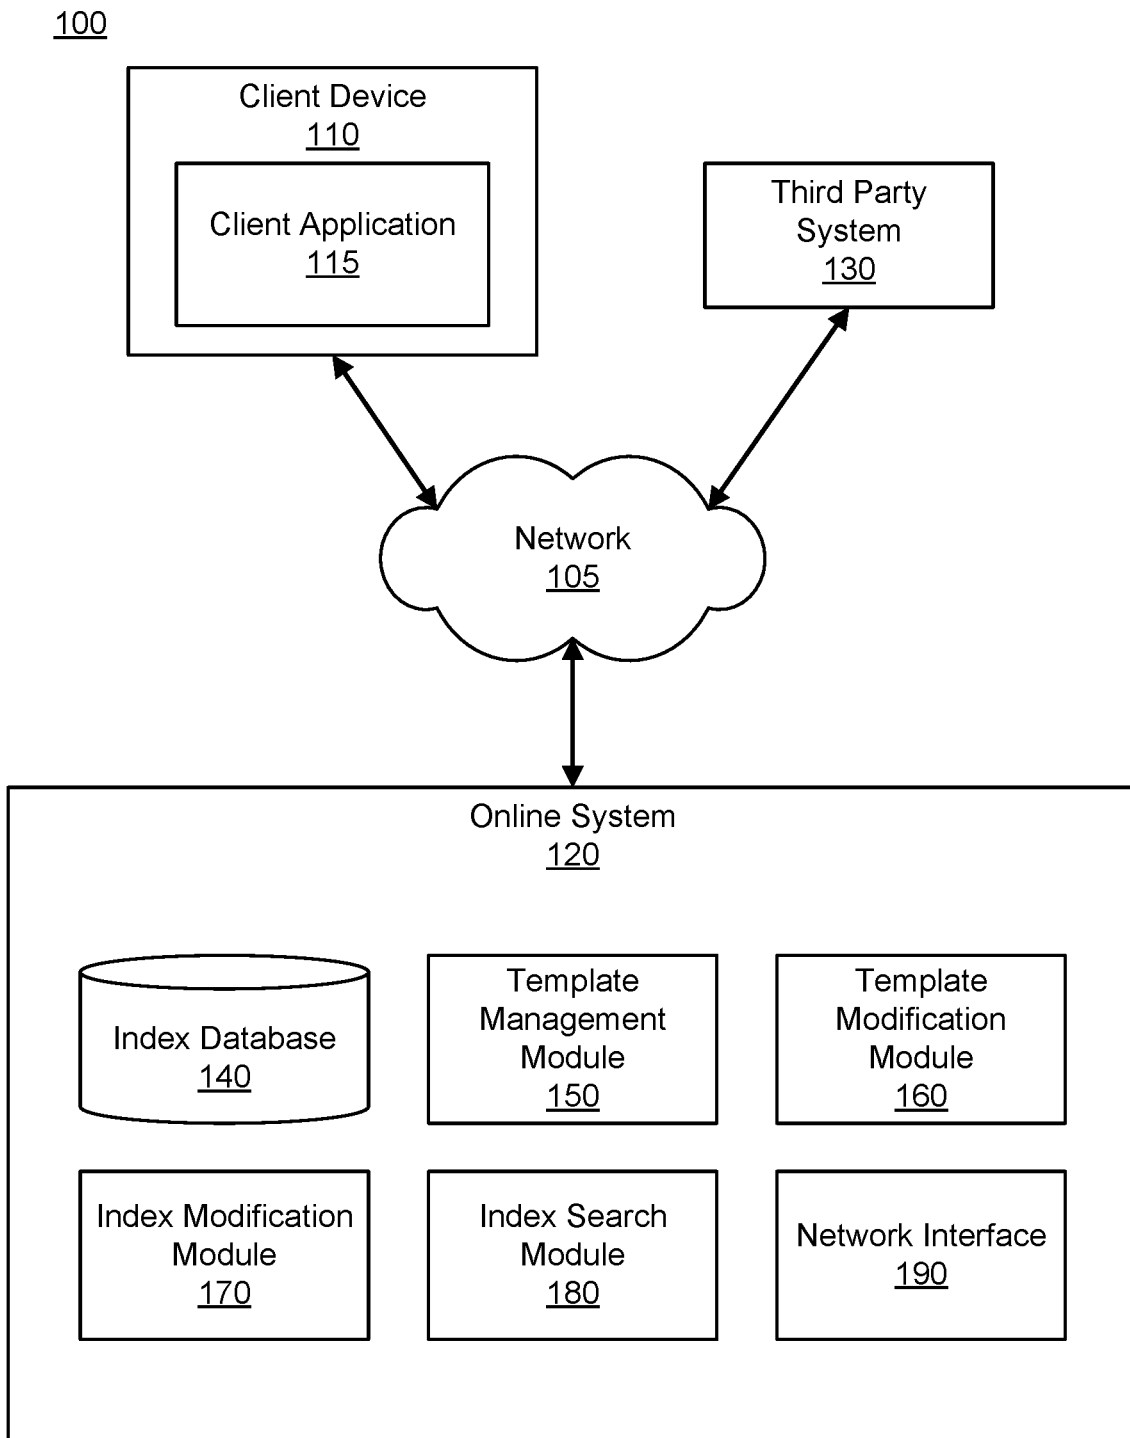 100
Client Device
110
Client Application
115
Third Party
System
130
Network
105
Online System
120
Index Database
140
Template
Management
Module
150
Template
Modification
Module
160
Index Modification
Module
170
Index Search
Module
180
Network Interface
190